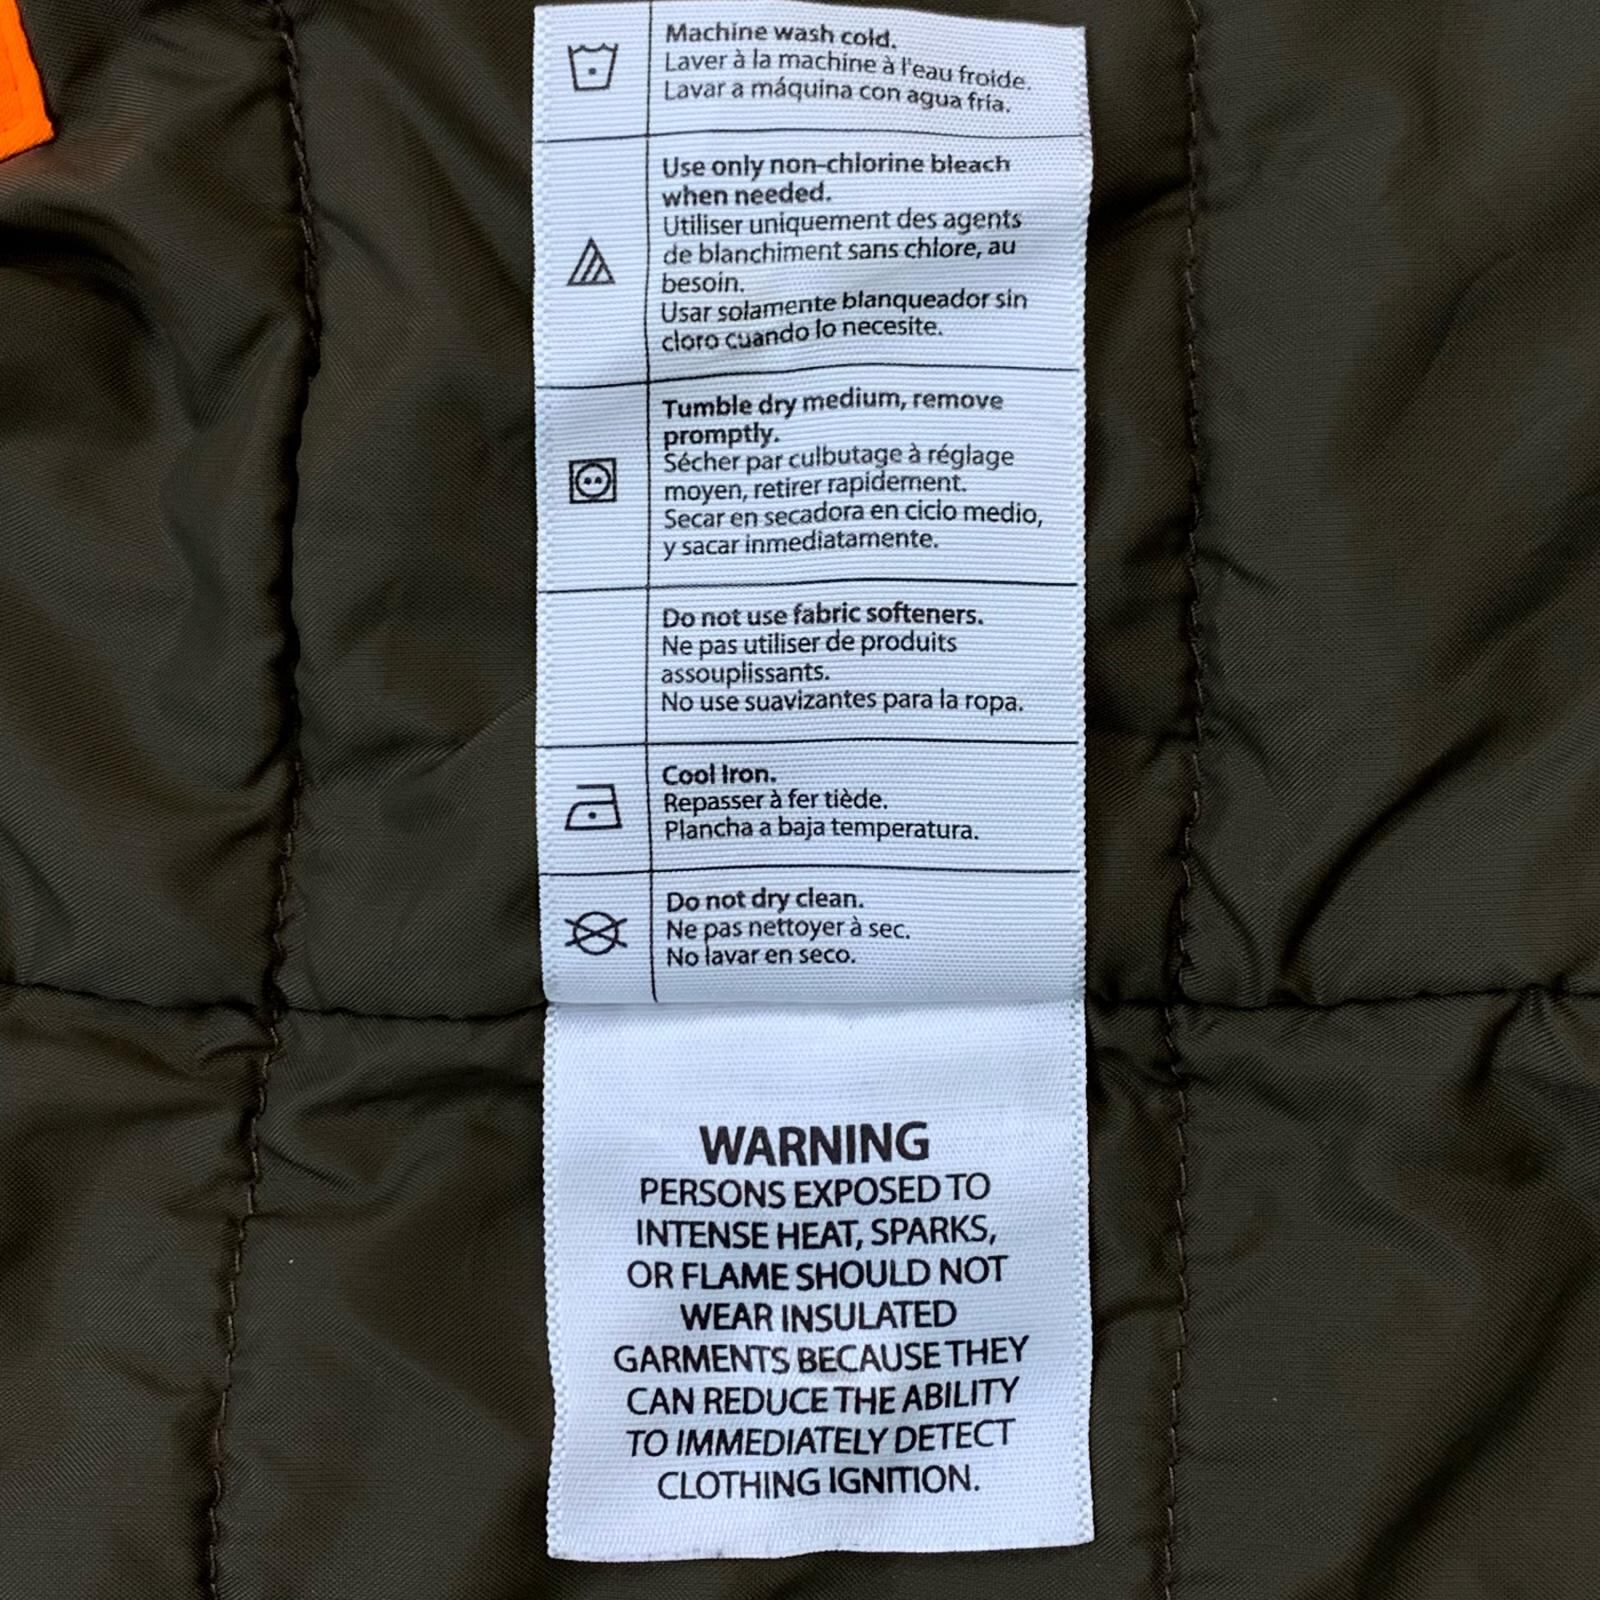 Machine wash cold.
Laver à la machine à l'eau froide.
Lavar a máquina con agua fría.
Use only non-chlorine bleach
when needed.
Utiliser uniquement des agents
de blanchiment sans chlore, au
besoin.
Usar solamente blanqueador sin
cloro cuando lo necesite.
Tumble dry medium, remove
promptly.
Sécher par culbutage à réglage
moyen, retirer rapidement.
Secar en secadora en ciclo medio,
y sacar inmediatamente.
Do not use fabric softeners.
Ne pas utiliser de produits
assouplissants.
No use suavizantes para la ropa.
Cool Iron.
Repasser à fer tiède.
Plancha a baja temperatura.
Do not dry clean.
Ne pas nettoyer à sec.
No lavar en seco.
WARNING
PERSONS EXPOSED TO
INTENSE HEAT, SPARKS,
OR FLAME SHOULD NOT
WEAR INSULATED
GARMENTS BECAUSE THEY
CAN REDUCE THE ABILITY
TO IMMEDIATELY DETECT
CLOTHING IGNITION.